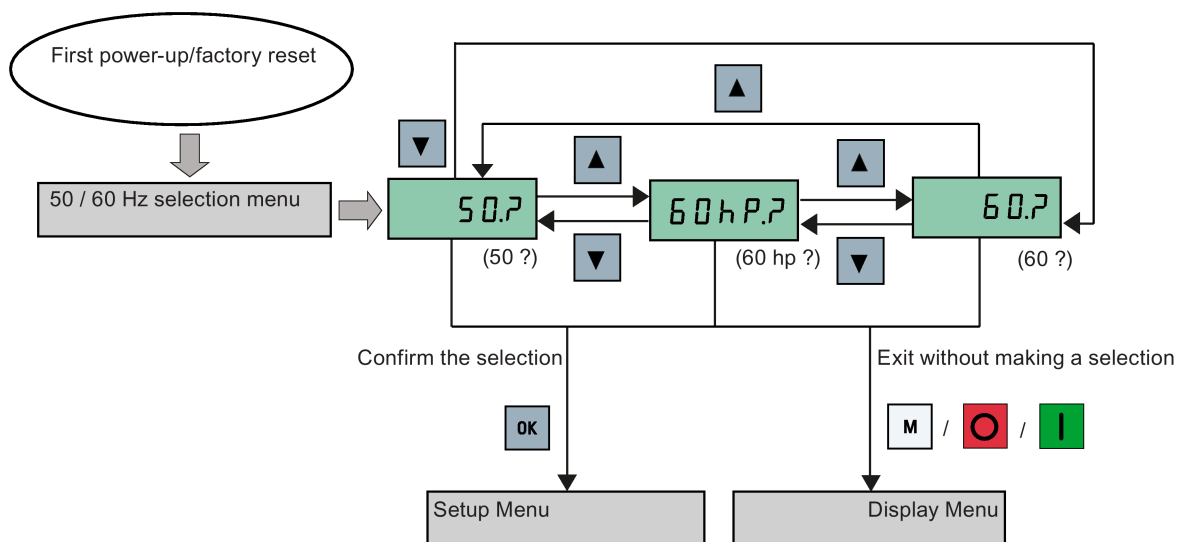 First power-up/factory reset
50 / 60 Hz selection menu
50.?
60hP.?
60.?
(50 ?)
(60 hp ?)
(60 ?)
Confirm the selection
Exit without making a selection
OK
M / O / I
Setup Menu
Display Menu